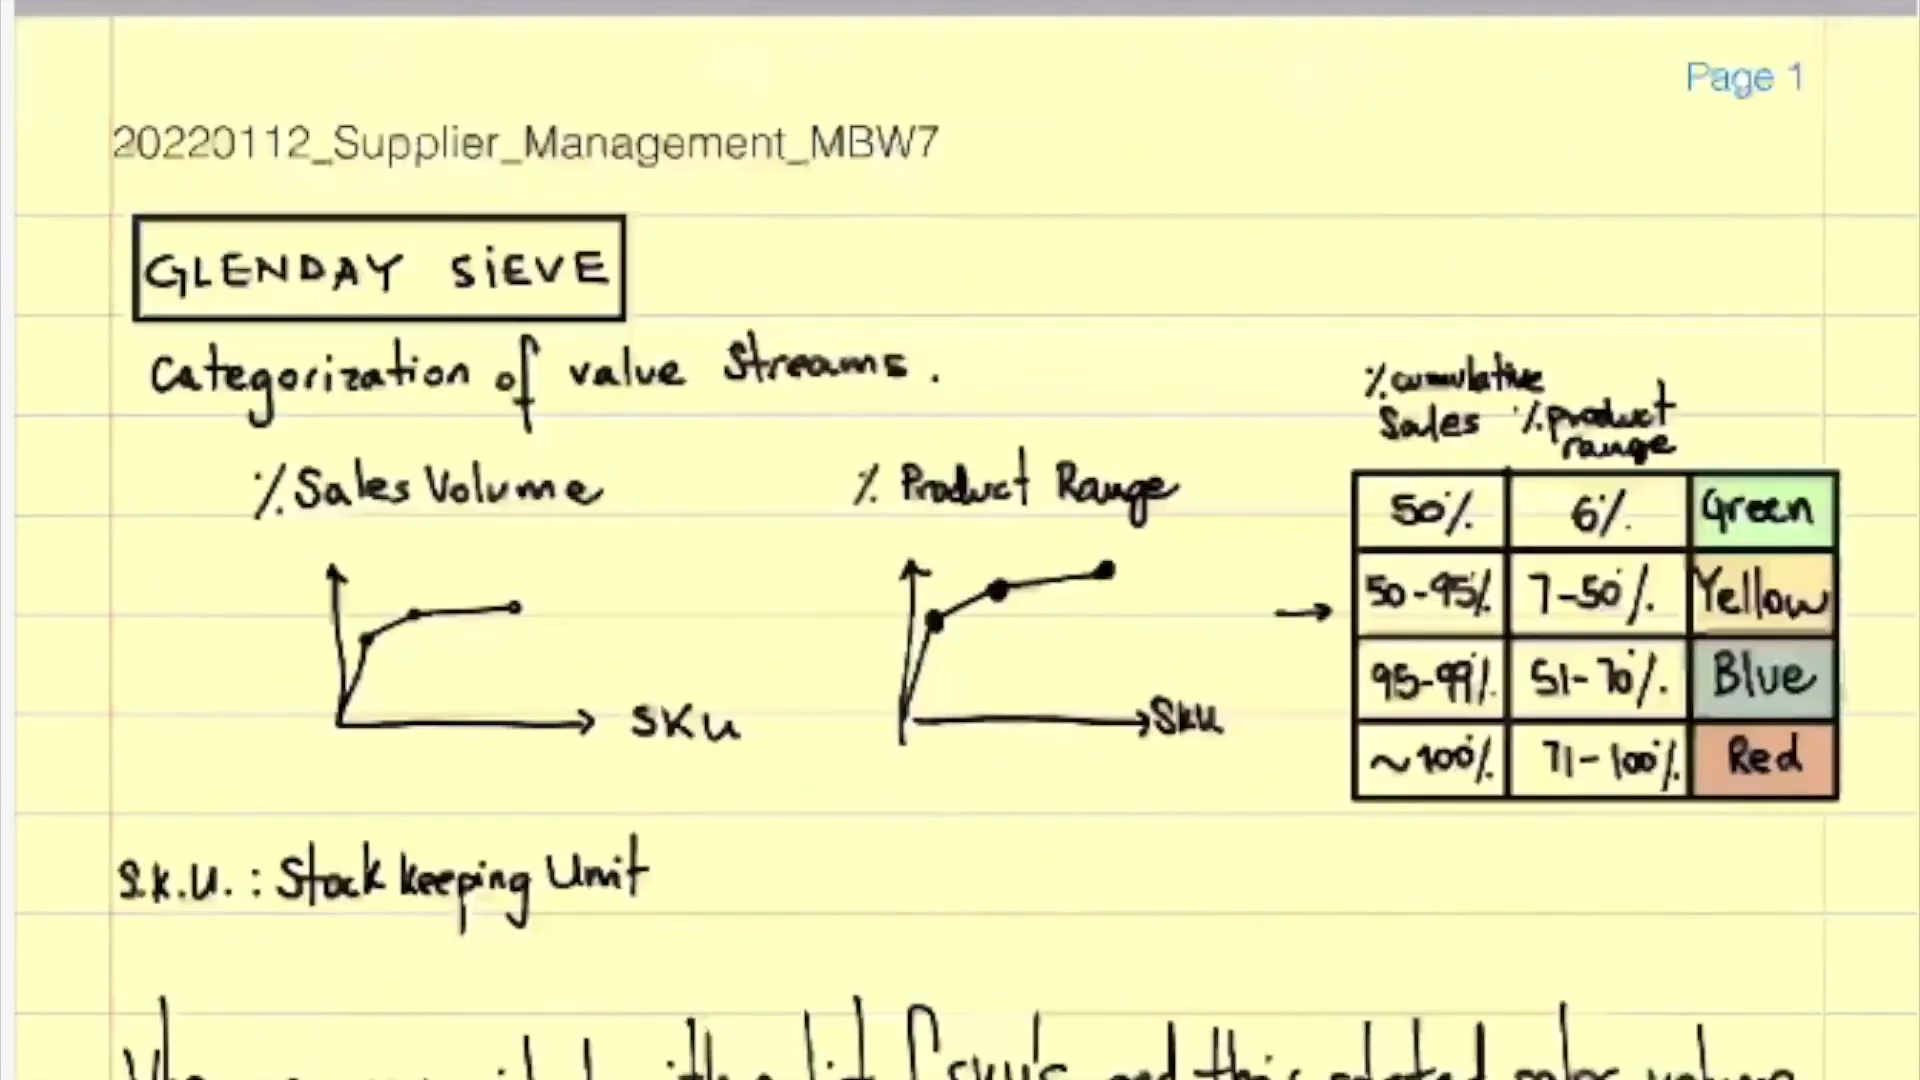 Page 1
20220112_Supplier_Management_MBW7
GLENDAY SiEVE
Categorization of value Streams.
% cumulative
Sales % product
range
% Sales Volume
% Product Range
50% 6% Green
50-95% 7-50% Yellow
95-99% 51-70% Blue
~100% 71-100% Red
SKU
SKU
S.K.U. : Stock keeping Unit